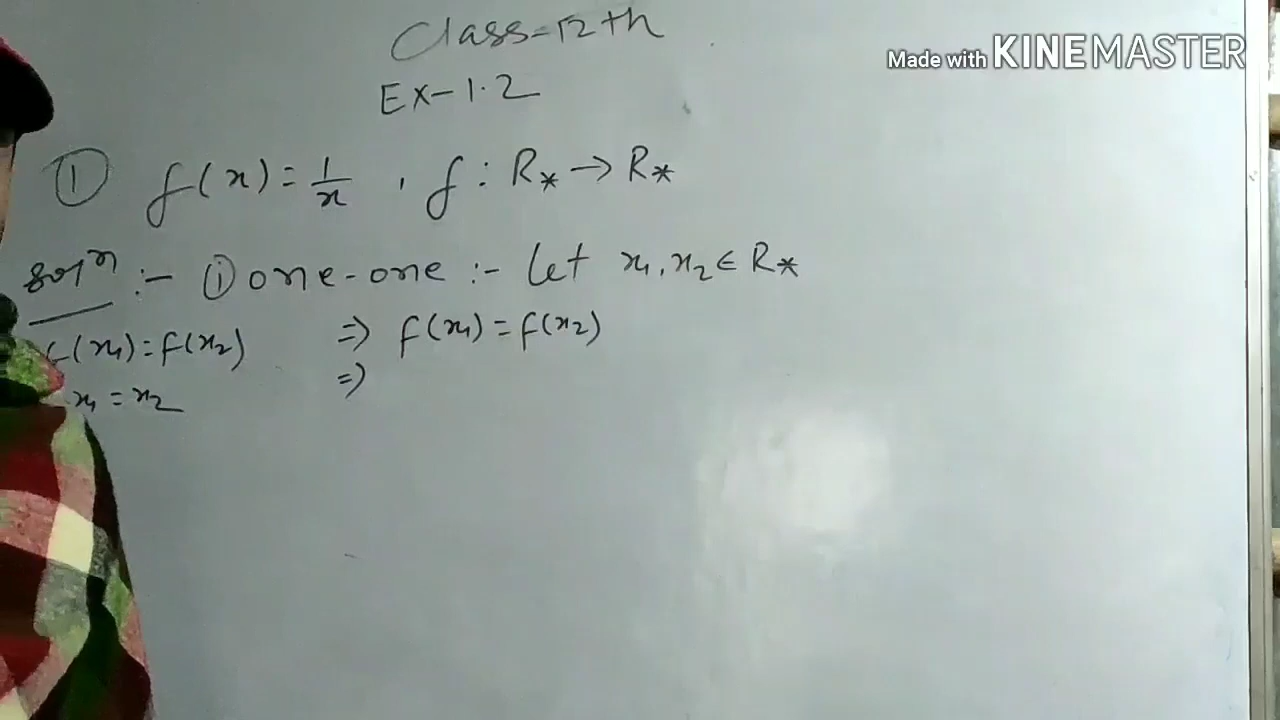 Class-12th
Made with KINEMASTER
Ex-1.2
① f(x)=1/x , f: R* → R*
Solⁿ :- ① one-one :- Let x₁, x₂ ∈ R*
f(x₁)=f(x₂) ⇒ f(x₁)=f(x₂)
x₁=x₂ ⇒